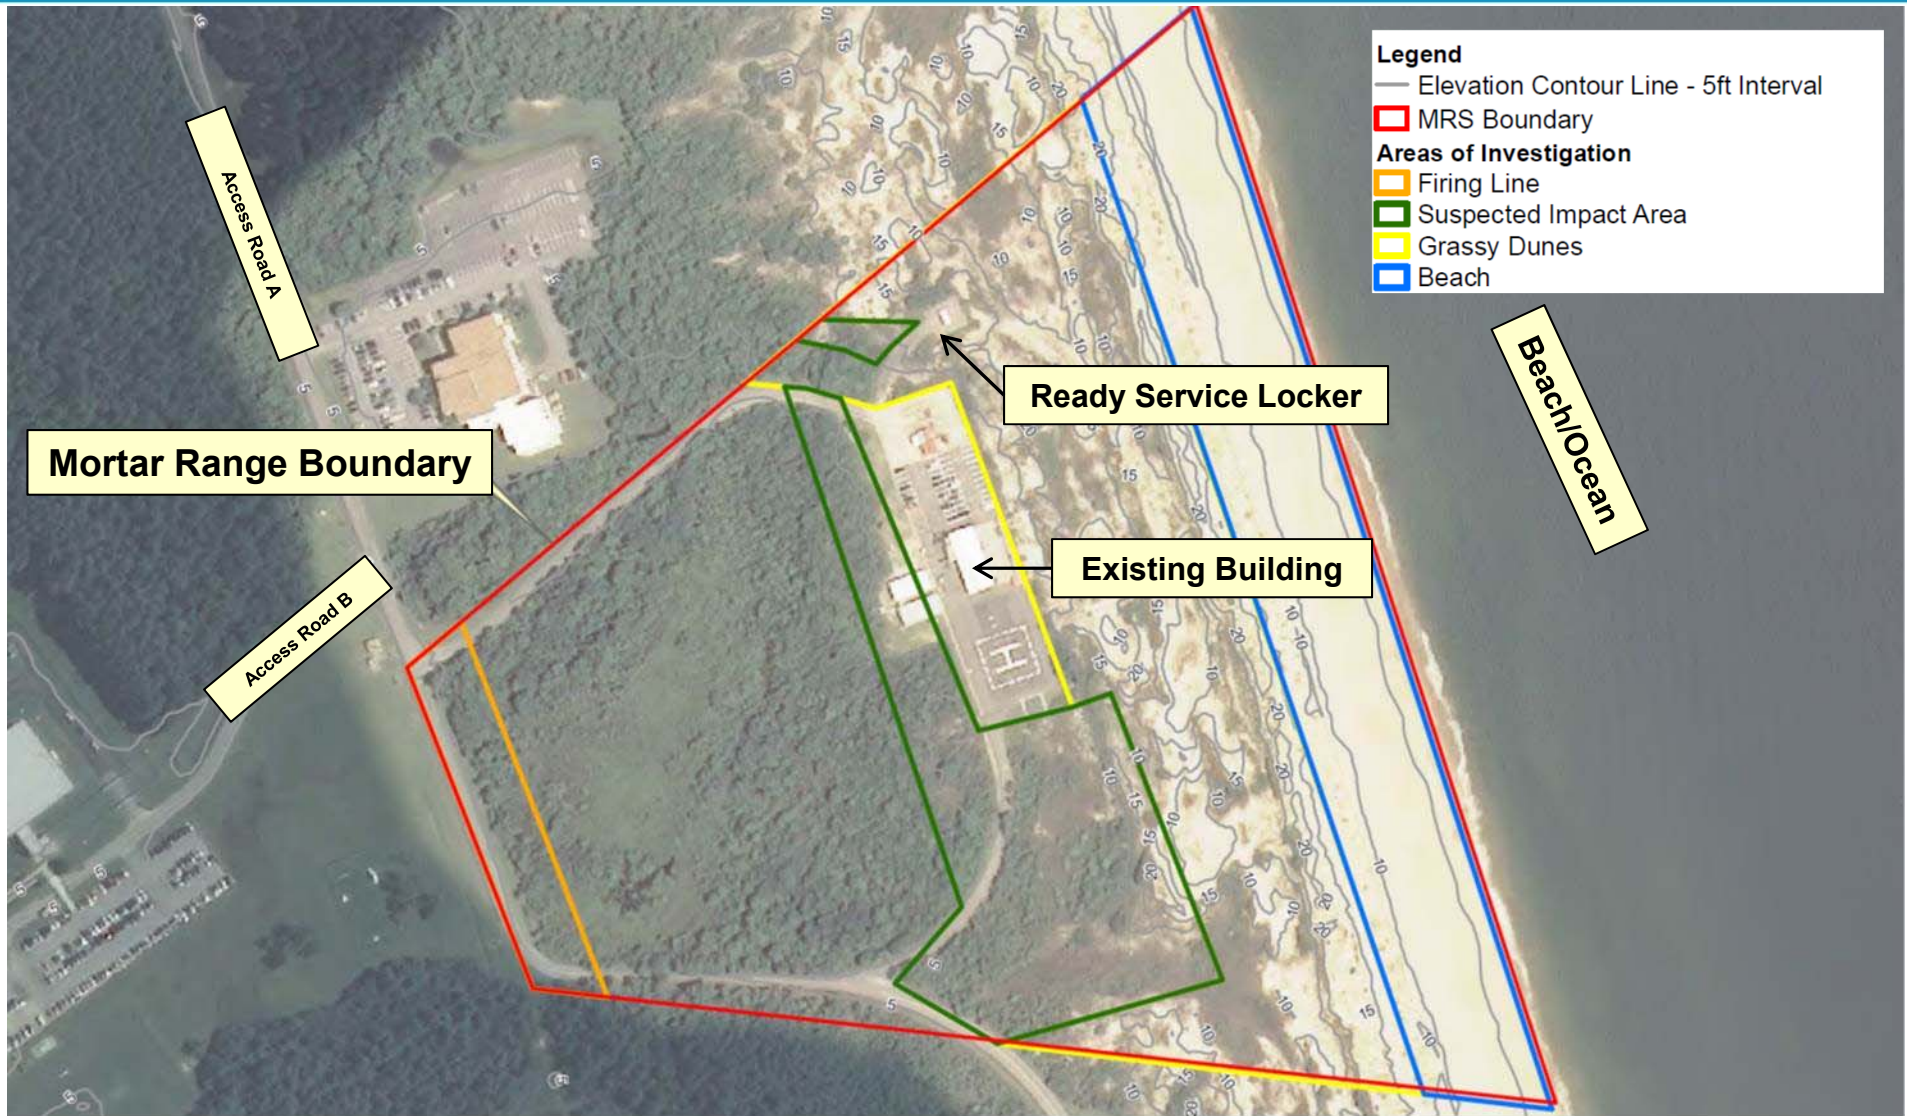 Legend
Elevation Contour Line - 5ft Interval
MRS Boundary
Areas of Investigation
Firing Line
Suspected Impact Area
Grassy Dunes
Beach
Access Road A
Mortar Range Boundary
Access Road B
Ready Service Locker
Existing Building
Beach/Ocean
H